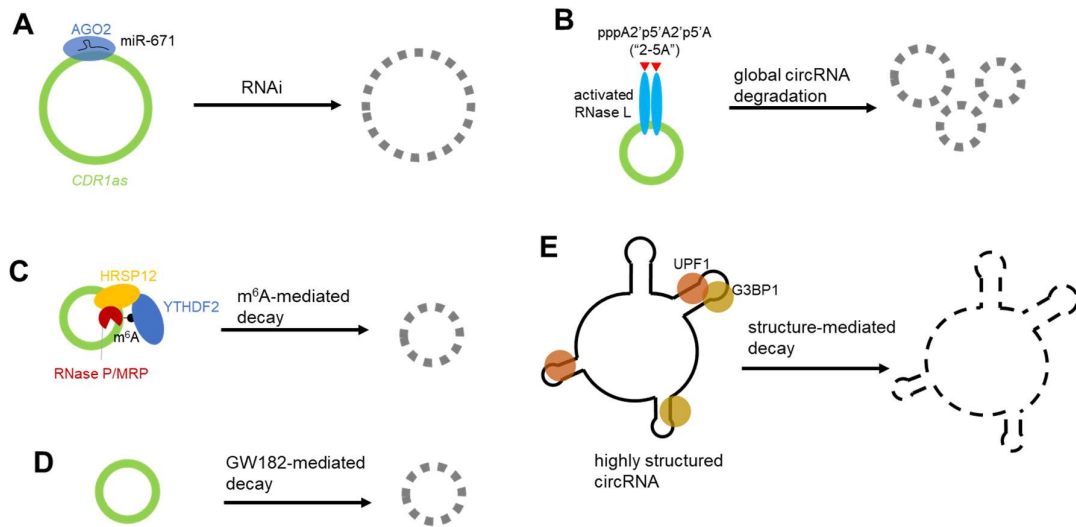 A
AGO2
miR-671
CDR1as
RNAi
B
pppA2'p5'A2'p5'A
("2-5A")
activated
RNase L
global circRNA
degradation
C
HRSP12
YTHDF2
m⁶A
RNase P/MRP
m⁶A-mediated
decay
D
GW182-mediated
decay
E
UPF1
G3BP1
highly structured
circRNA
structure-mediated
decay